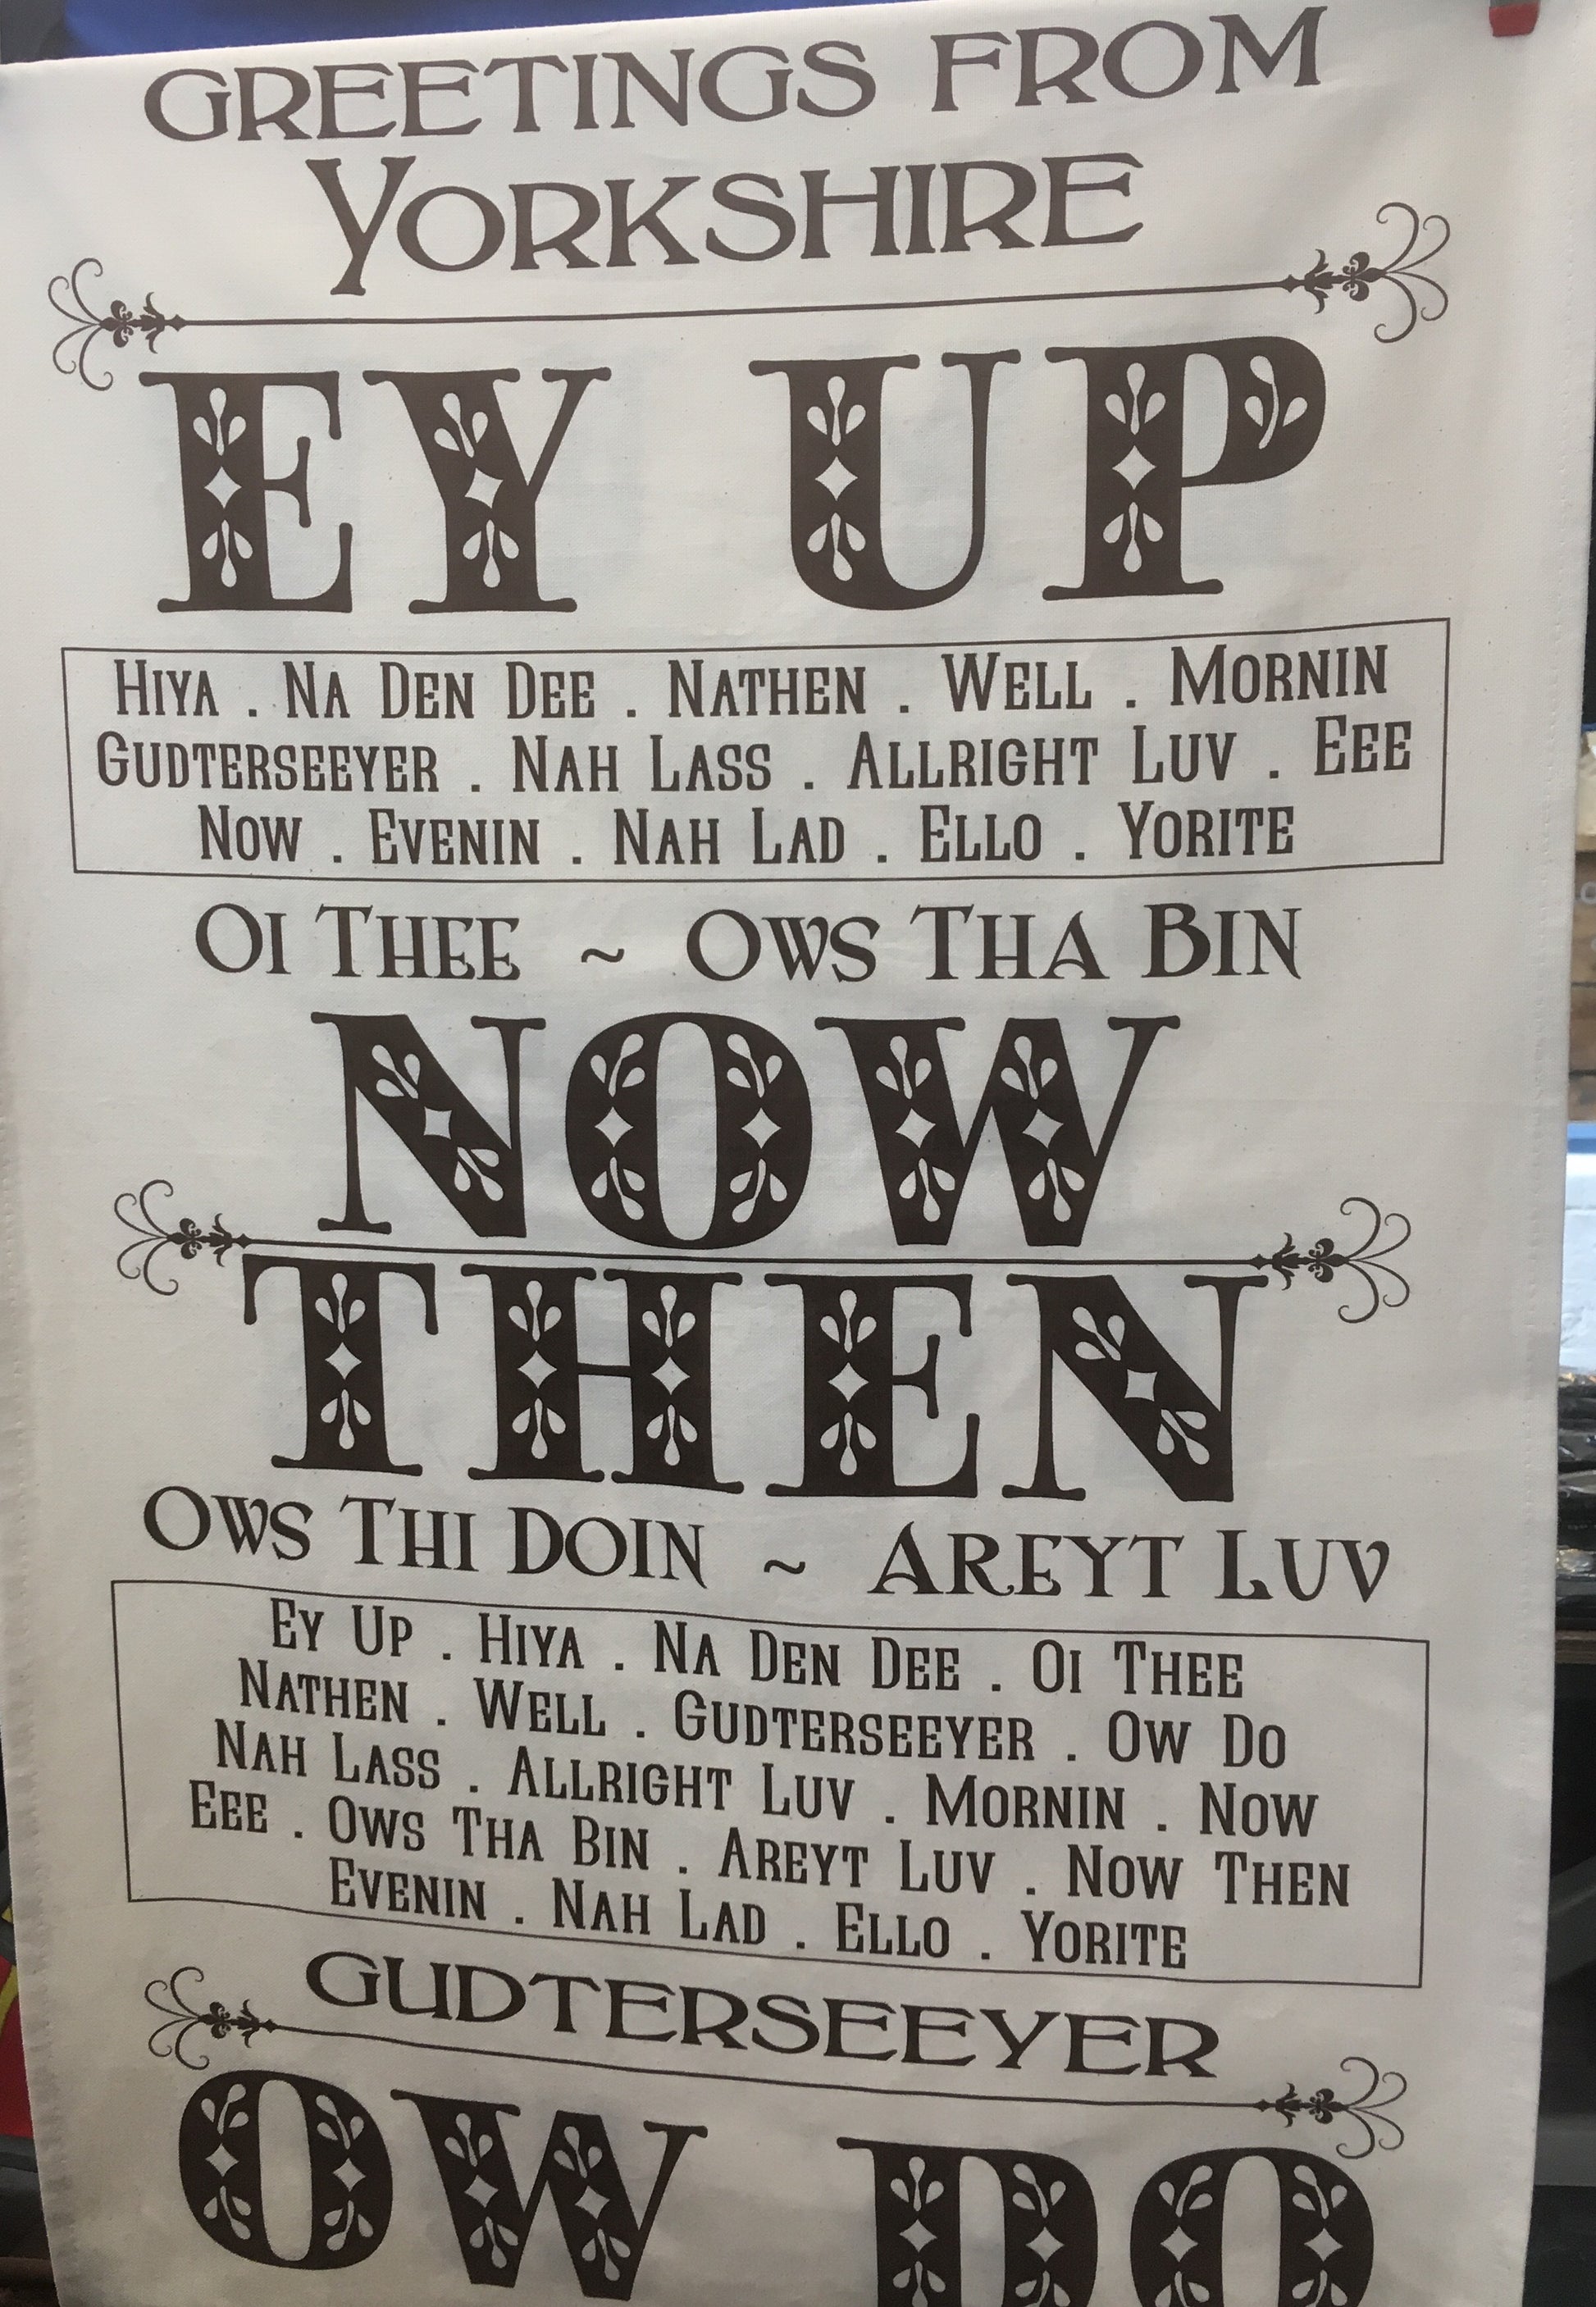 GREETINGS FROM
YORKSHIRE
EY UP
HIYA . NA DEN DEE . NATHEN . WELL . MORNIN
GUDTERSEEYER . NAH LASS . ALLRIGHT LUV . EEE
NOW . EVENIN . NAH LAD . ELLO . YORITE
OI THEE ~ OWS THA BIN
NOW
THEN
OWS THI DOIN ~ AREYT LUV
EY UP . HIYA . NA DEN DEE . OI THEE
NATHEN . WELL . GUDTERSEEYER . OW DO
NAH LASS . ALLRIGHT LUV . MORNIN . NOW
EEE . OWS THA BIN . AREYT LUV . NOW THEN
EVENIN . NAH LAD . ELLO . YORITE
GUDTERSEEYER
OW DO